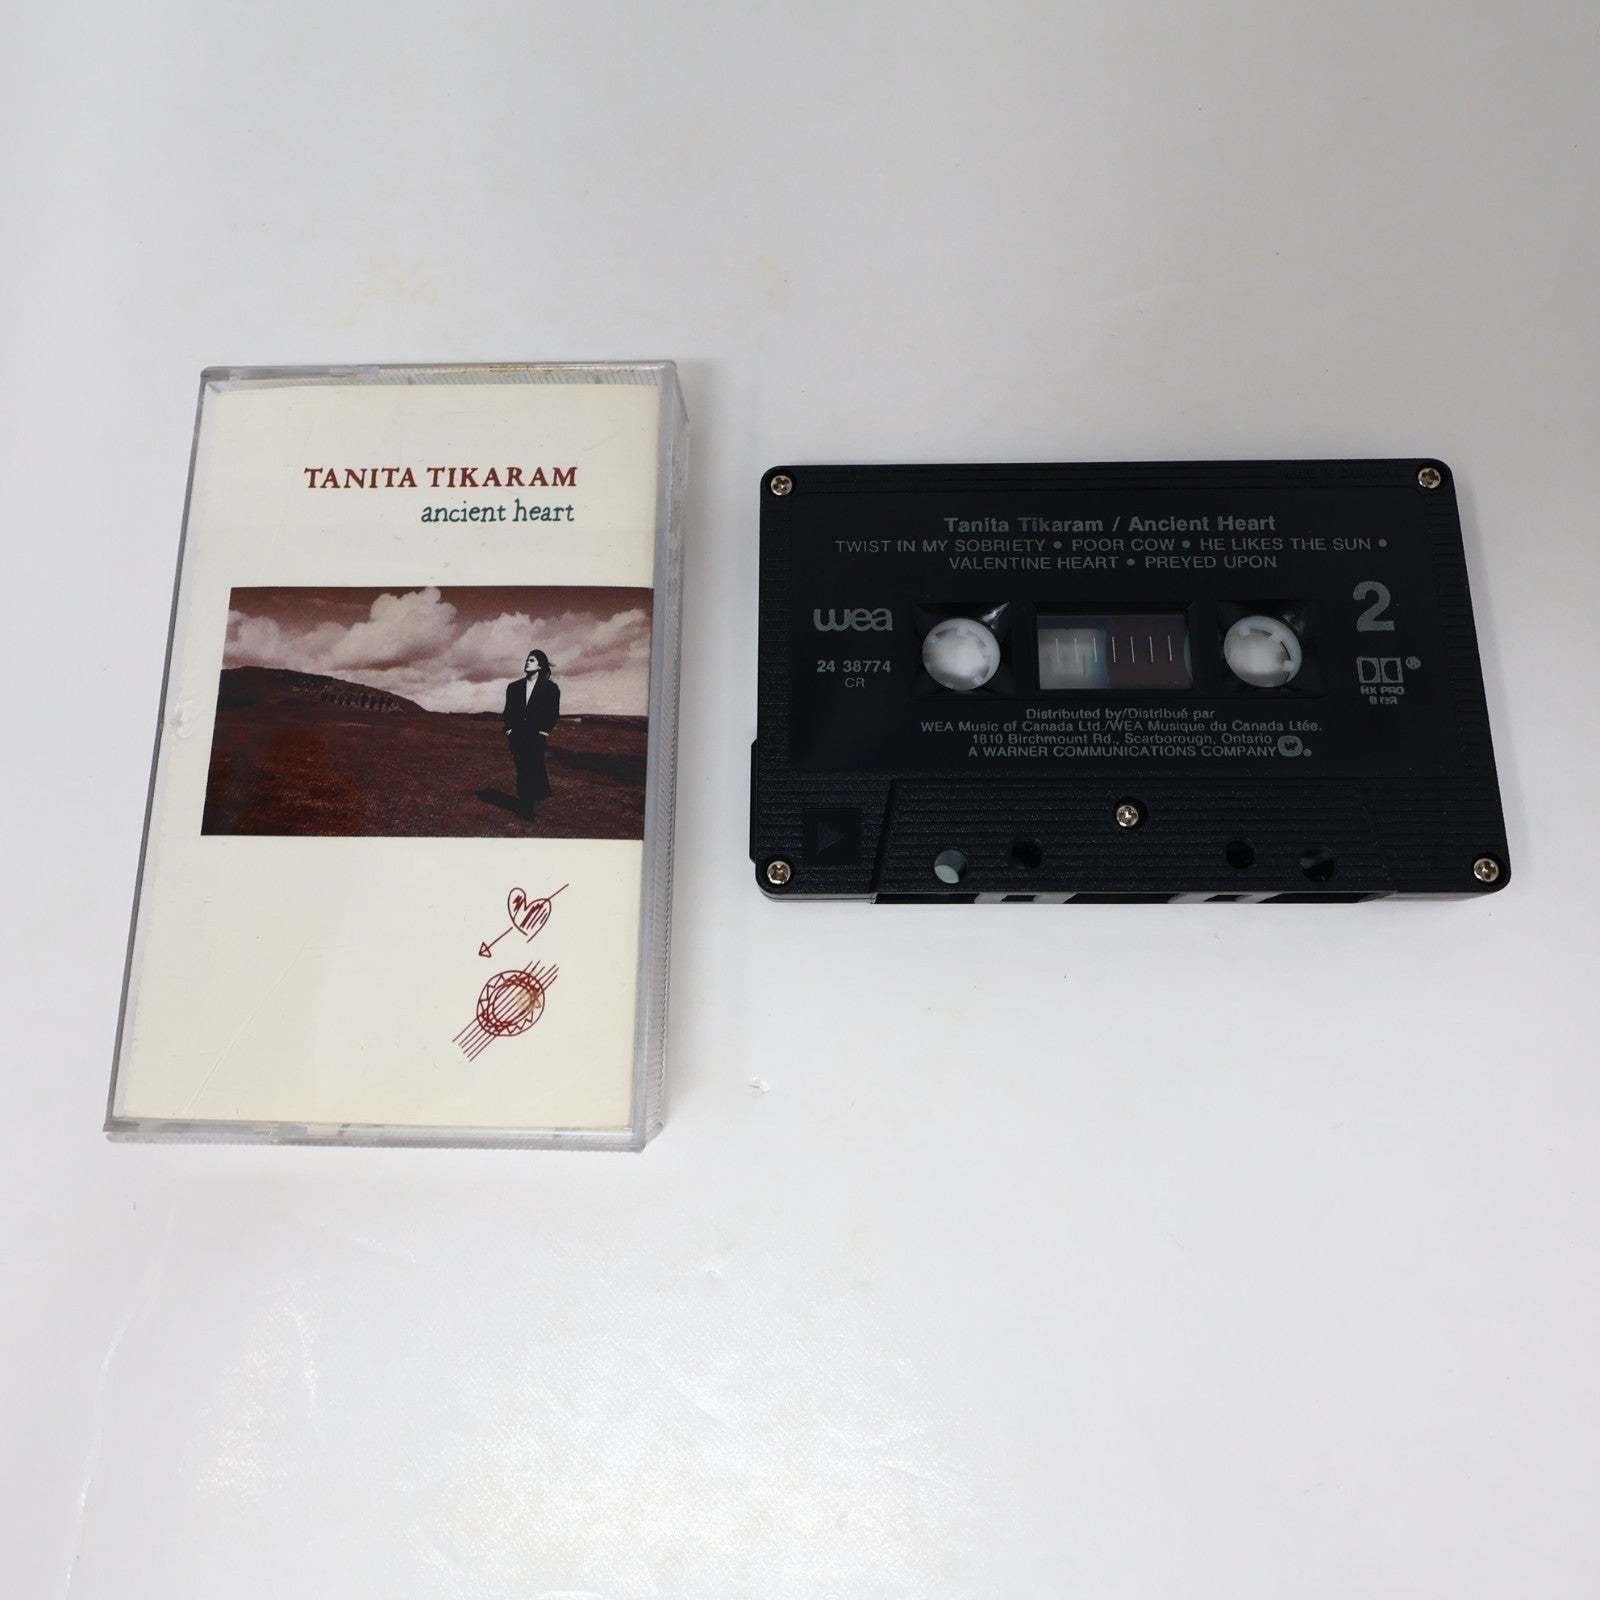 TANITA TIKARAM
ancient heart
Tanita Tikaram / Ancient Heart
TWIST IN MY SOBRIETY • POOR COW • HE LIKES THE SUN •
VALENTINE HEART • PREYED UPON
wea
2
24 38774
CR
HX PRO
B NR
Distributed by/Distribué par
WEA Music of Canada Ltd./WEA Musique du Canada Ltée.
1810 Birchmount Rd., Scarborough, Ontario
A WARNER COMMUNICATIONS COMPANY